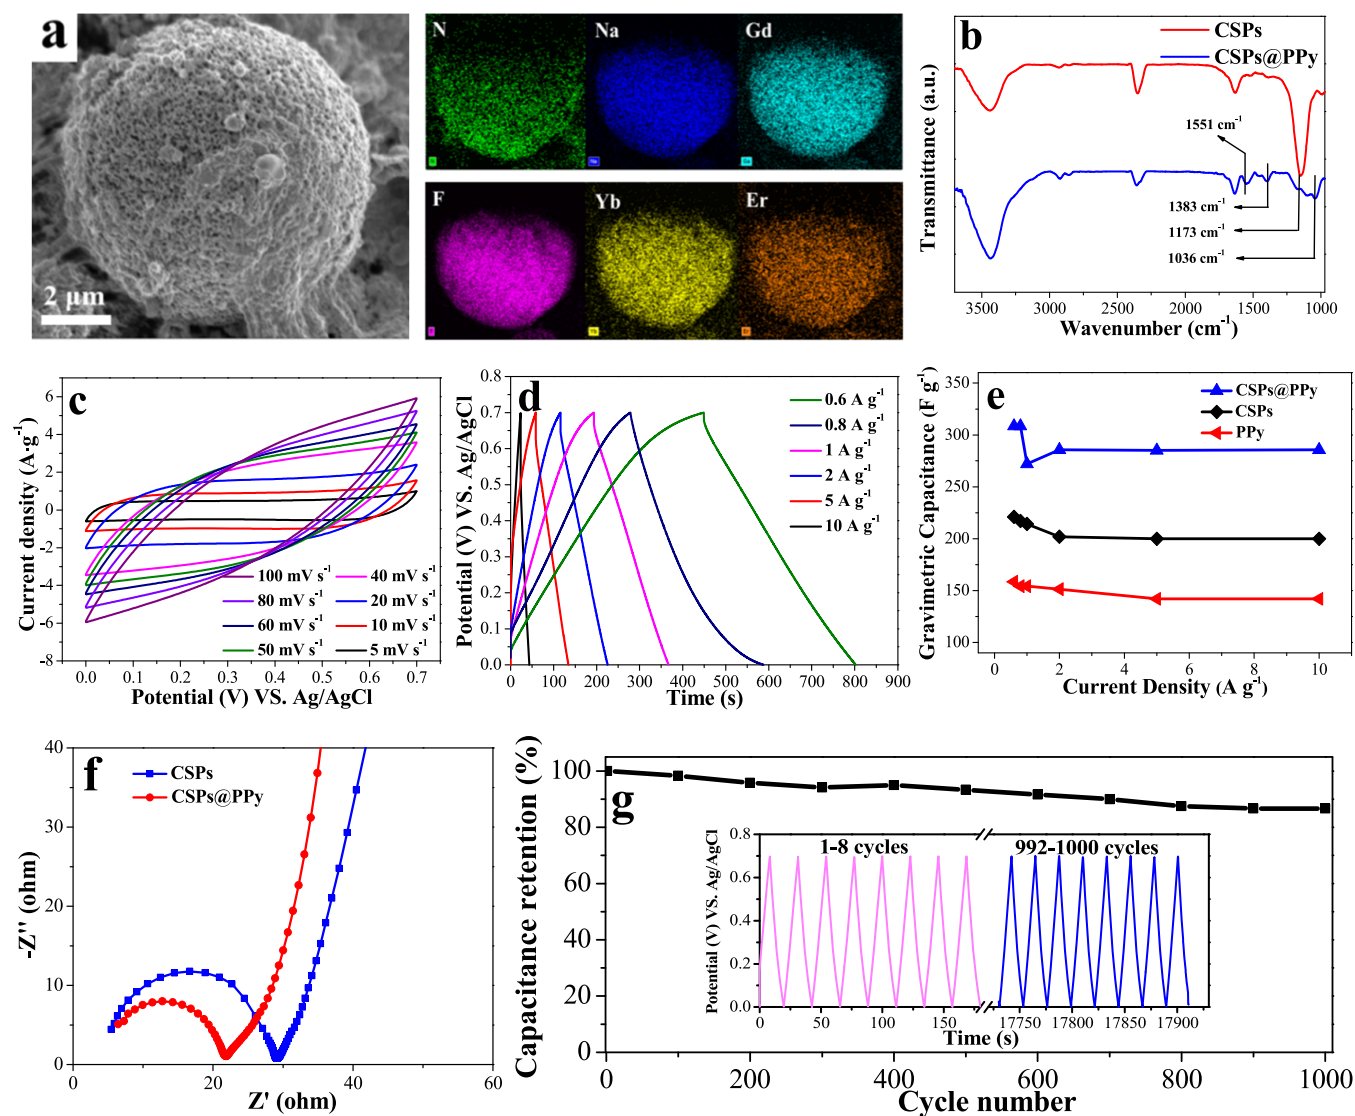 a
2 μm
N
Na
Gd
F
Yb
Er
b
CSPs
CSPs@PPy
Transmittance (a.u.)
1551 cm⁻¹
1383 cm⁻¹
1173 cm⁻¹
1036 cm⁻¹
3500 3000 2500 2000 1500 1000
Wavenumber (cm⁻¹)
c
Current density (A·g⁻¹)
6
4
2
0
-2
-4
-6
-8
100 mV s⁻¹ 40 mV s⁻¹
80 mV s⁻¹ 20 mV s⁻¹
60 mV s⁻¹ 10 mV s⁻¹
50 mV s⁻¹ 5 mV s⁻¹
0.0 0.1 0.2 0.3 0.4 0.5 0.6 0.7
Potential (V) VS. Ag/AgCl
d
Potential (V) VS. Ag/AgCl
0.8
0.7
0.6
0.5
0.4
0.3
0.2
0.1
0.0
0.6 A g⁻¹
0.8 A g⁻¹
1 A g⁻¹
2 A g⁻¹
5 A g⁻¹
10 A g⁻¹
0 100 200 300 400 500 600 700 800 900
Time (s)
e
Gravimetric Capacitance (F g⁻¹)
350
300
250
200
150
100
CSPs@PPy
CSPs
PPy
0 2 4 6 8 10
Current Density (A g⁻¹)
f
-Z'' (ohm)
40
30
20
10
0
CSPs
CSPs@PPy
0 20 40 60
Z' (ohm)
g
Capacitance retention (%)
100
80
60
40
20
0
Potential (V) VS. Ag/AgCl
0.8
0.6
0.4
0.2
0.0
1-8 cycles
992-1000 cycles
0 50 100 150 17750 17800 17850 17900
Time (s)
0 200 400 600 800 1000
Cycle number